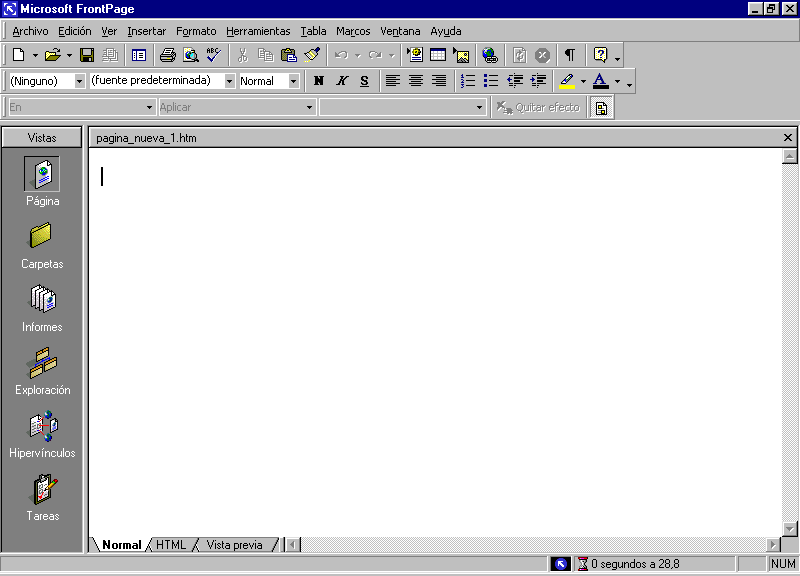 Microsoft FrontPage
Archivo Edición Ver Insertar Formato Herramientas Tabla Marcos Ventana Ayuda
(Ninguno) (fuente predeterminada) Normal N K S A
En Aplicar Quitar efecto
Vistas
pagina_nueva_1.htm
Página
Carpetas
Informes
Exploración
Hipervínculos
Tareas
Normal HTML Vista previa
0 segundos a 28,8 NUM